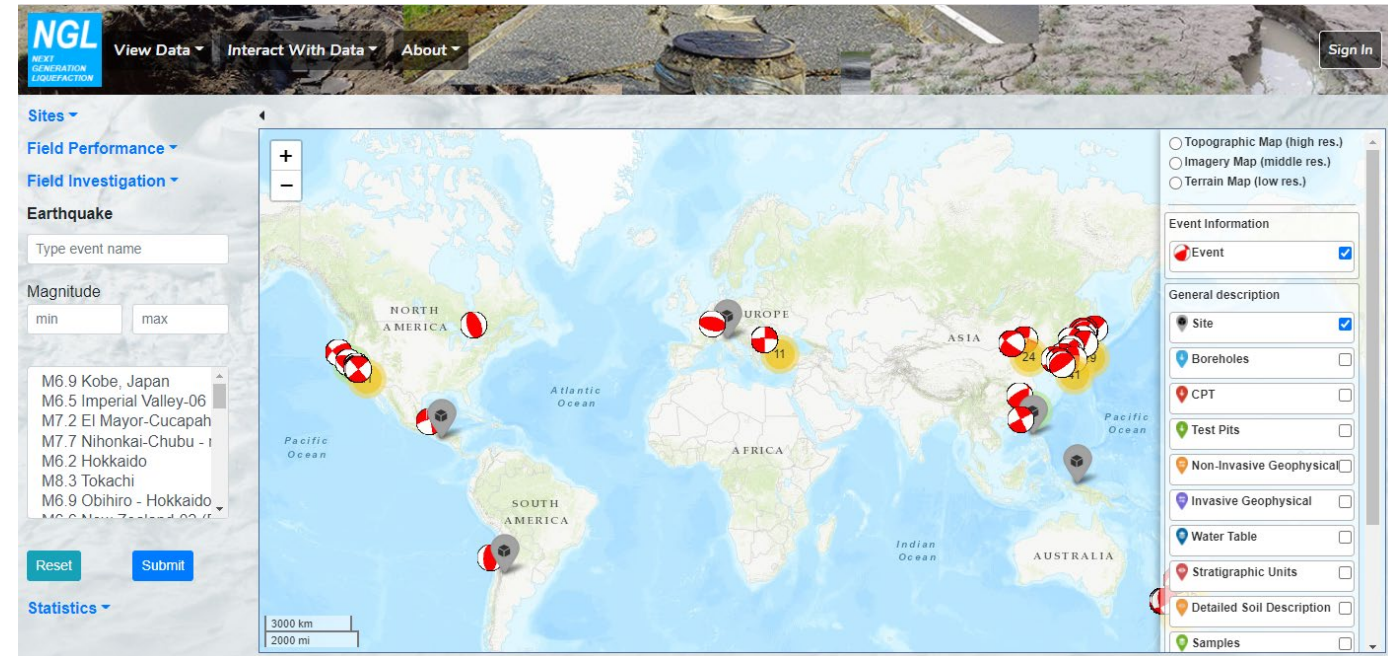 NGL
NEXT
GENERATION
LIQUEFACTION
View Data
Interact With Data
About
Sign In
Sites
Field Performance
Field Investigation
Earthquake
Type event name
Magnitude
min
max
M6.9 Kobe, Japan
M6.5 Imperial Valley-06
M7.2 El Mayor-Cucapah
M7.7 Nihonkai-Chubu - r
M6.2 Hokkaido
M8.3 Tokachi
M6.9 Obihiro - Hokkaido
Reset
Submit
Statistics
+
−
NORTH
AMERICA
Atlantic
Ocean
Pacific
Ocean
SOUTH
AMERICA
UROPE
11
AFRICA
ASIA
24
41
Pacific
Ocean
Indian
Ocean
AUSTRALIA
3000 km
2000 mi
Topographic Map (high res.)
Imagery Map (middle res.)
Terrain Map (low res.)
Event Information
Event
General description
Site
Boreholes
CPT
Test Pits
Non-Invasive Geophysical
Invasive Geophysical
Water Table
Stratigraphic Units
Detailed Soil Description
Samples